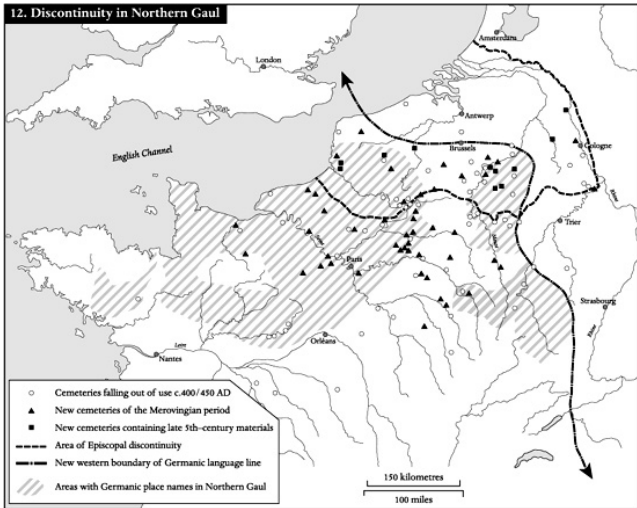 12. Discontinuity in Northern Gaul
Amsterdam
London
Antwerp
English Channel
Brussels
Cologne
Rhine
Trier
Meuse
Seine
Paris
Strasbourg
Rhine
Orléans
Loire
Nantes
Cemeteries falling out of use c.400/450 AD
New cemeteries of the Merovingian period
New cemeteries containing late 5th-century materials
Area of Episcopal discontinuity
New western boundary of Germanic language line
Areas with Germanic place names in Northern Gaul
150 kilometres
100 miles